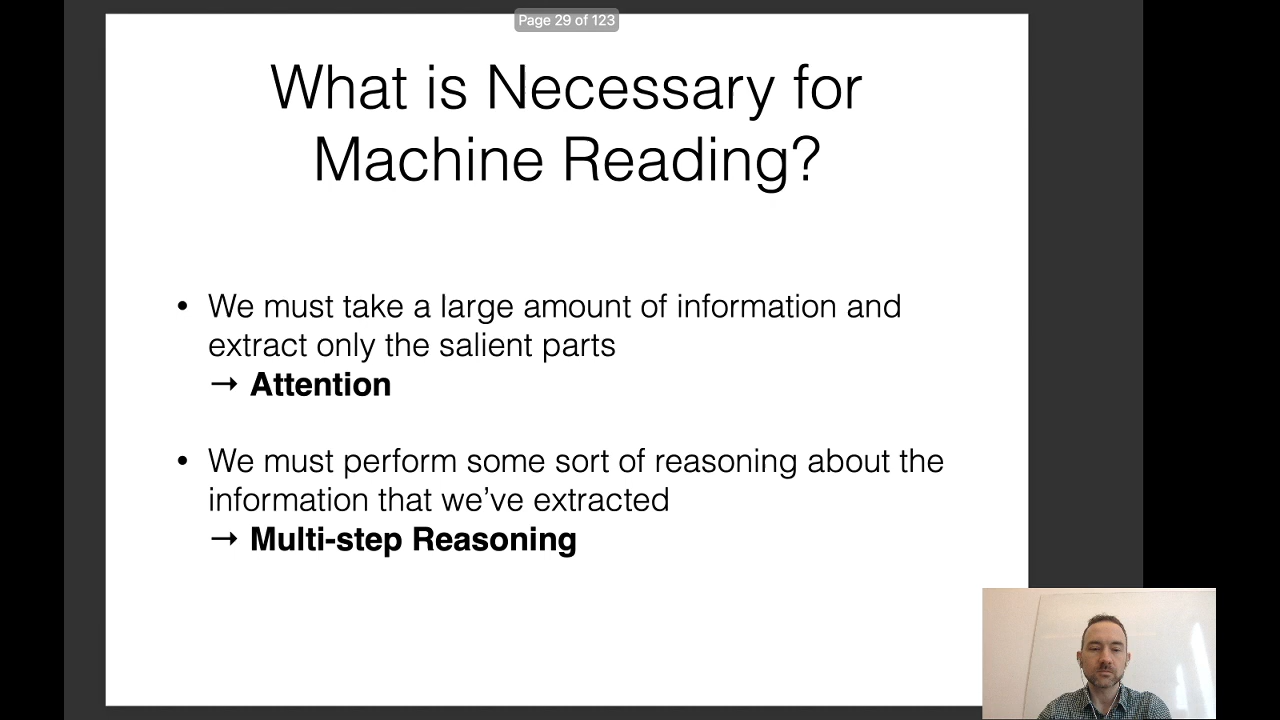 Page 29 of 123
What is Necessary for
Machine Reading?
• We must take a large amount of information and
extract only the salient parts
→ Attention
• We must perform some sort of reasoning about the
information that we’ve extracted
→ Multi-step Reasoning